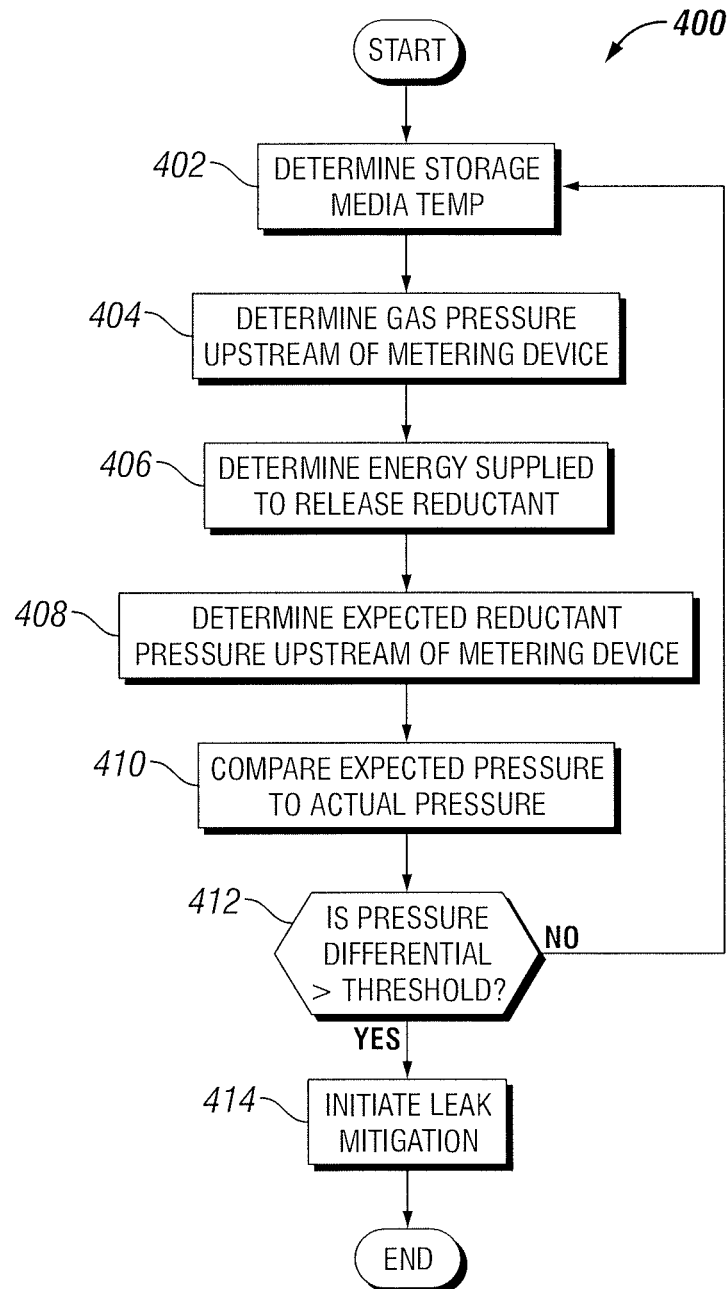 400
START
402
DETERMINE STORAGE
MEDIA TEMP
404
DETERMINE GAS PRESSURE
UPSTREAM OF METERING DEVICE
406
DETERMINE ENERGY SUPPLIED
TO RELEASE REDUCTANT
408
DETERMINE EXPECTED REDUCTANT
PRESSURE UPSTREAM OF METERING DEVICE
410
COMPARE EXPECTED PRESSURE
TO ACTUAL PRESSURE
412
IS PRESSURE
DIFFERENTIAL
> THRESHOLD?
NO
YES
414
INITIATE LEAK
MITIGATION
END